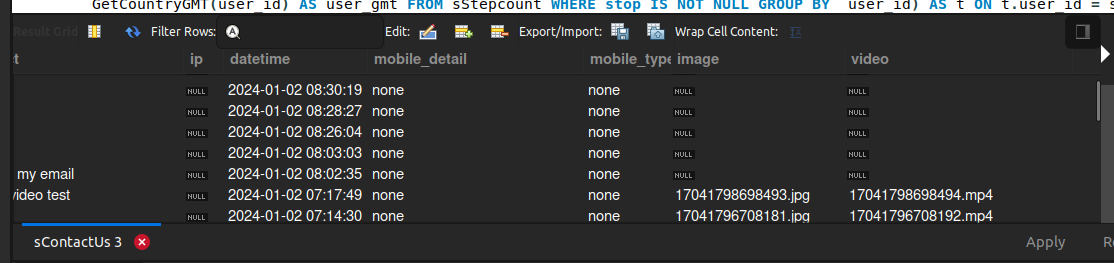 GetCountryGMT(user_id) AS user_gmt FROM sStepcount WHERE stop IS NOT NULL GROUP BY user_id) AS t ON t.user_id = s
Result Grid Filter Rows: A Edit: Export/Import: Wrap Cell Content: IA
t ip datetime mobile_detail mobile_type image video
NULL 2024-01-02 08:30:19 none none NULL NULL
NULL 2024-01-02 08:28:27 none none NULL NULL
NULL 2024-01-02 08:26:04 none none NULL NULL
NULL 2024-01-02 08:03:03 none none NULL NULL
my email NULL 2024-01-02 08:02:35 none none NULL NULL
video test NULL 2024-01-02 07:17:49 none none 17041798698493.jpg 17041798698494.mp4
NULL 2024-01-02 07:14:30 none none 17041796708181.jpg 17041796708192.mp4
sContactUs 3 Apply Re